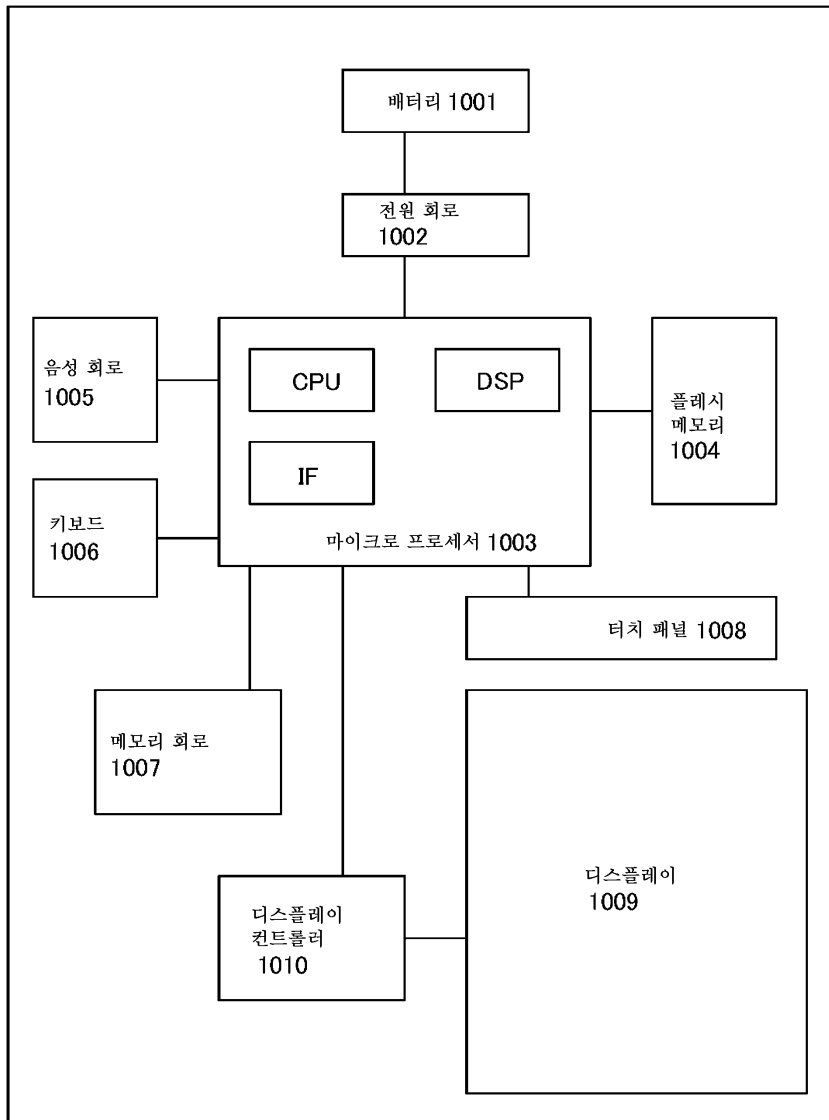 배터리 1001
전원 회로
1002
음성 회로
1005
CPU
DSP
플레시
메모리
1004
IF
키보드
1006
마이크로 프로세서 1003
터치 패널 1008
메모리 회로
1007
디스플레이
1009
디스플레이
컨트롤러
1010